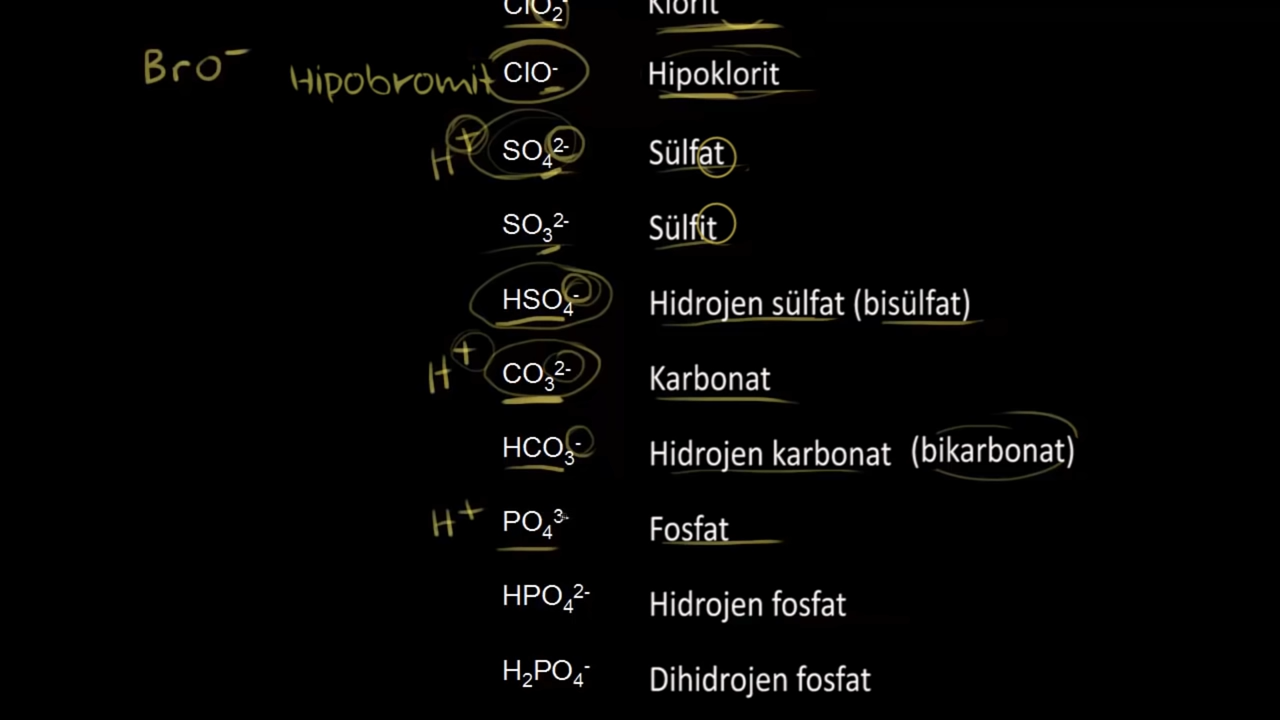 ClO₂⁻ Klorit
BrO⁻ Hipobromit ClO⁻ Hipoklorit
H⁺ SO₄²⁻ Sülfat
SO₃²⁻ Sülfit
HSO₄⁻ Hidrojen sülfat (bisülfat)
H⁺ CO₃²⁻ Karbonat
HCO₃⁻ Hidrojen karbonat (bikarbonat)
H⁺ PO₄³⁻ Fosfat
HPO₄²⁻ Hidrojen fosfat
H₂PO₄⁻ Dihidrojen fosfat